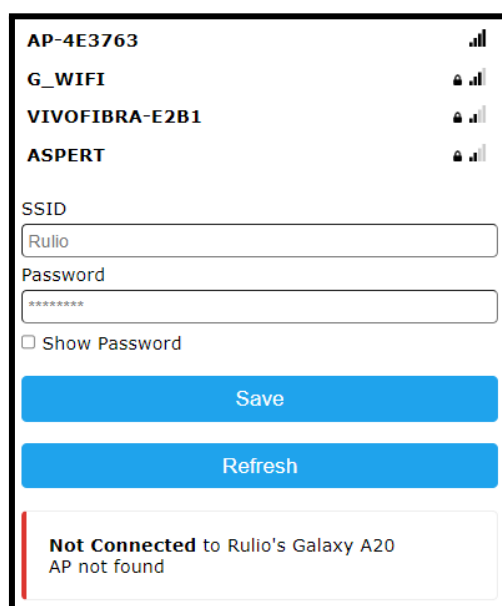 AP-4E3763
G_WIFI
VIVOFIBRA-E2B1
ASPERT
SSID
Rulio
Password
********
Show Password
Save
Refresh
Not Connected to Rulio's Galaxy A20
AP not found